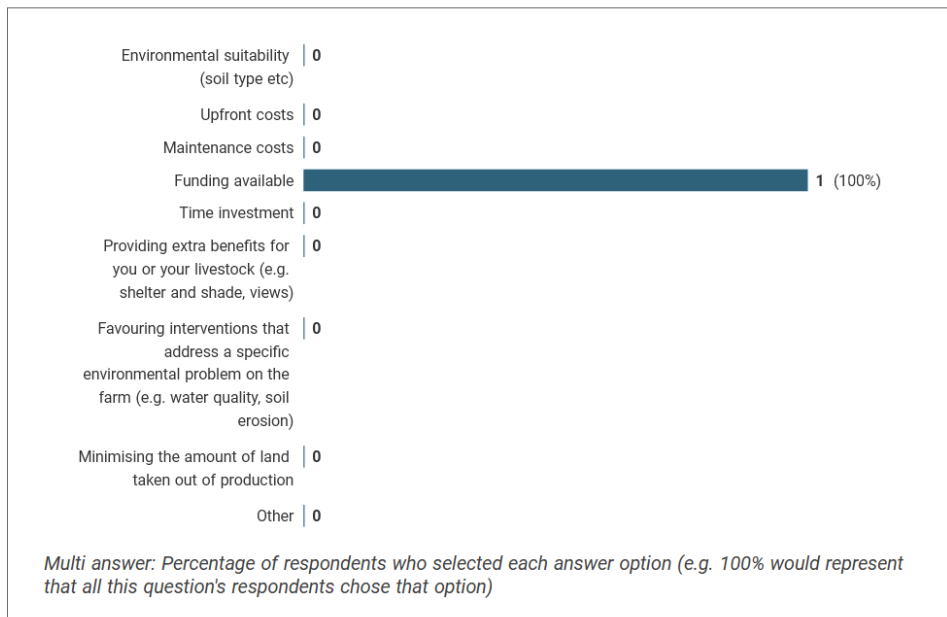 Environmental suitability
(soil type etc)
0
Upfront costs
0
Maintenance costs
0
Funding available
1 (100%)
Time investment
0
Providing extra benefits for
you or your livestock (e.g.
shelter and shade, views)
0
Favouring interventions that
address a specific
environmental problem on the
farm (e.g. water quality, soil
erosion)
0
Minimising the amount of land
taken out of production
0
Other
0
Multi answer: Percentage of respondents who selected each answer option (e.g. 100% would represent
that all this question's respondents chose that option)